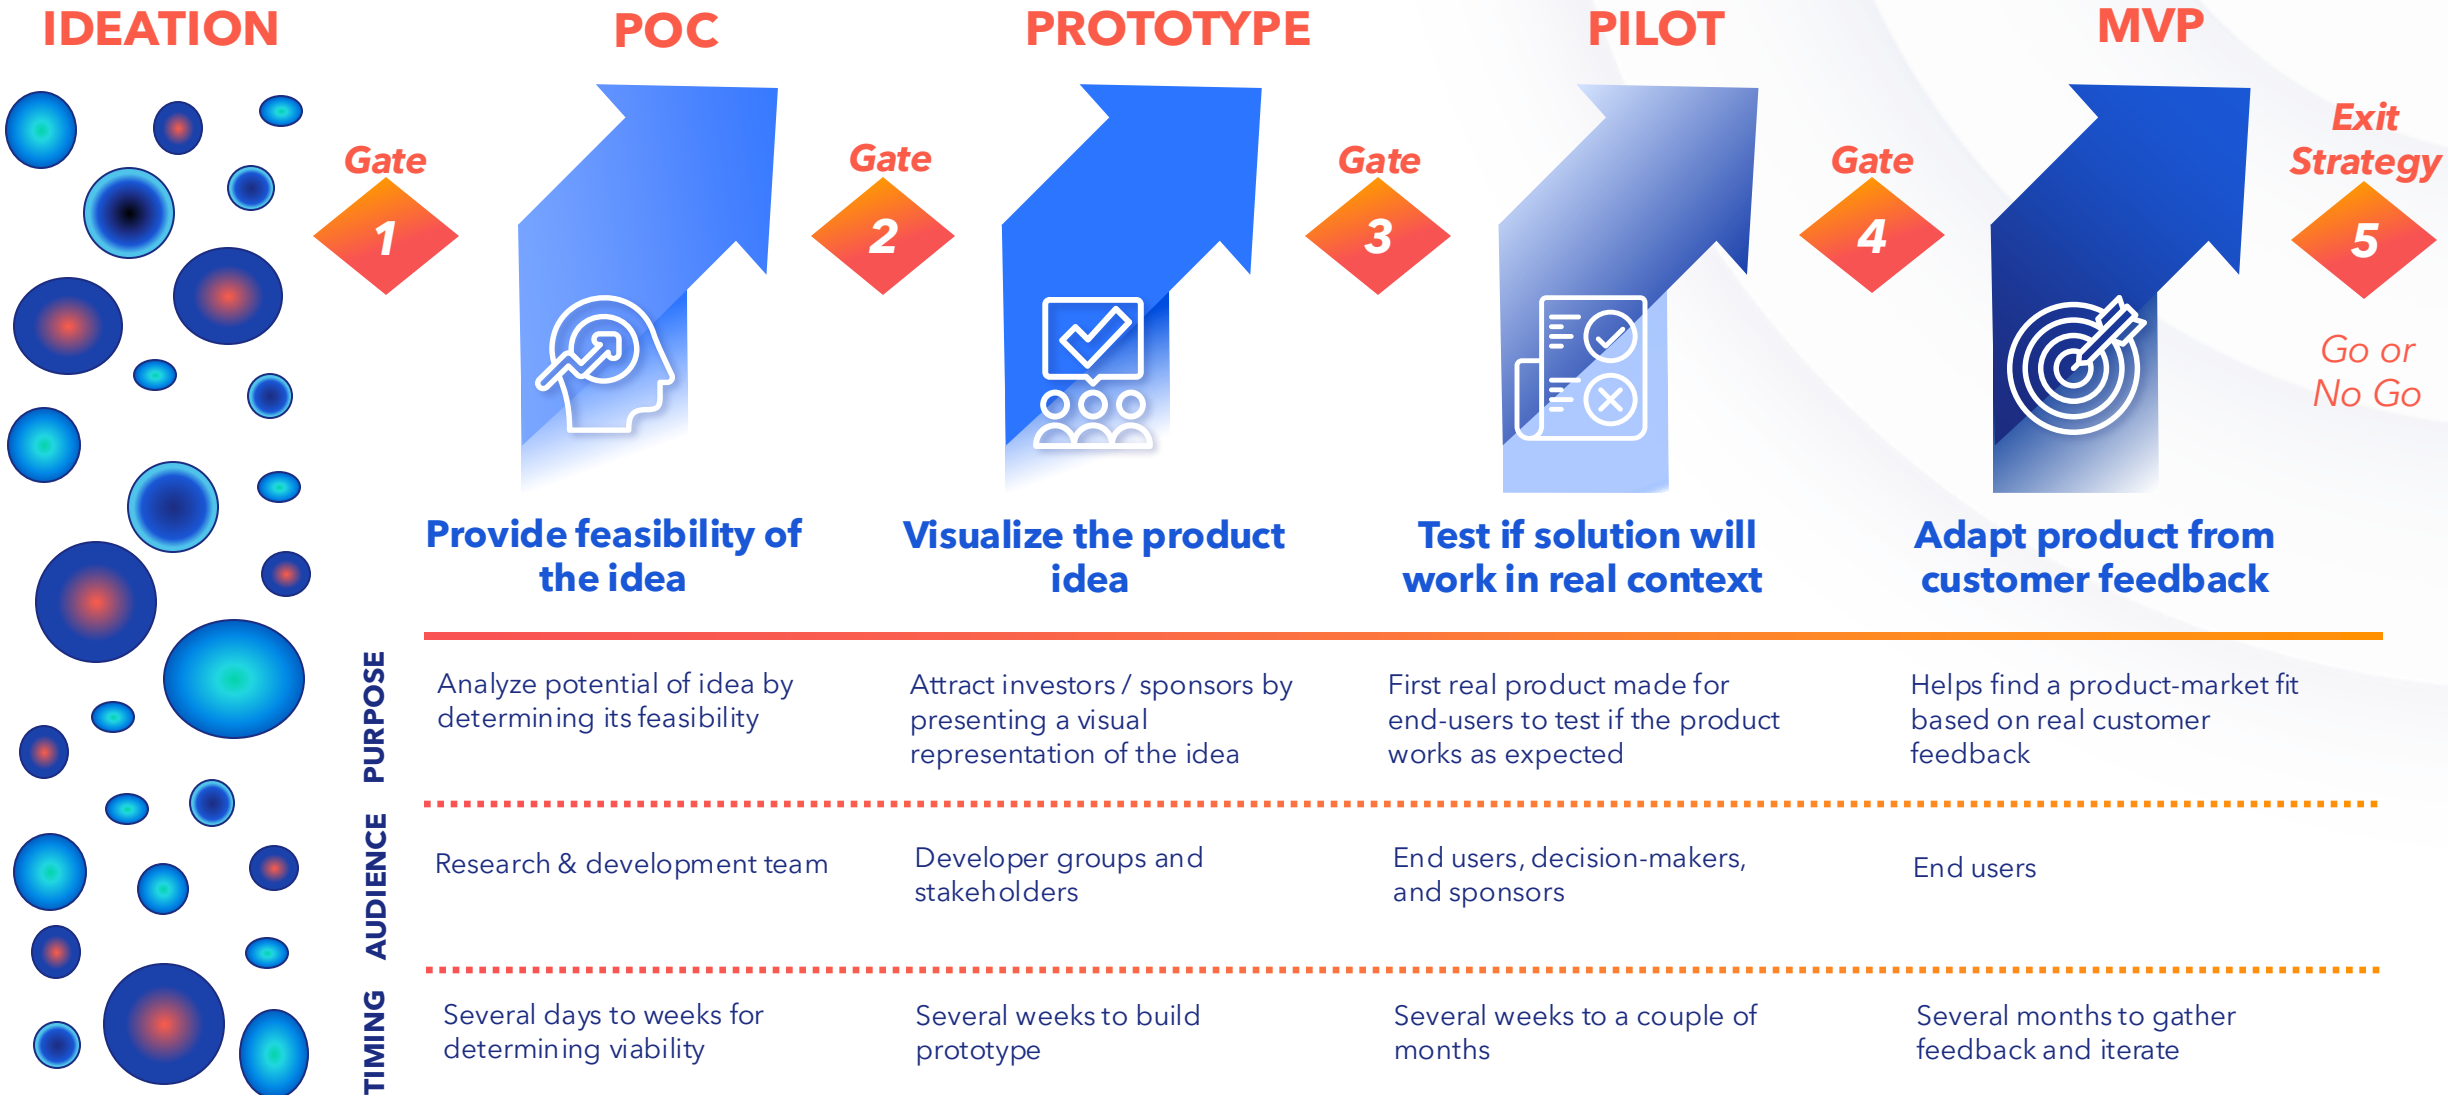 IDEATION
POC
PROTOTYPE
PILOT
MVP
Gate
1
Gate
2
Gate
3
Gate
4
Exit
Strategy
5
Go or
No Go
Provide feasibility of
the idea
Visualize the product
idea
Test if solution will
work in real context
Adapt product from
customer feedback
PURPOSE
Analyze potential of idea by
determining its feasibility
Attract investors / sponsors by
presenting a visual
representation of the idea
First real product made for
end-users to test if the product
works as expected
Helps find a product-market fit
based on real customer
feedback
AUDIENCE
Research & development team
Developer groups and
stakeholders
End users, decision-makers,
and sponsors
End users
TIMING
Several days to weeks for
determining viability
Several weeks to build
prototype
Several weeks to a couple of
months
Several months to gather
feedback and iterate